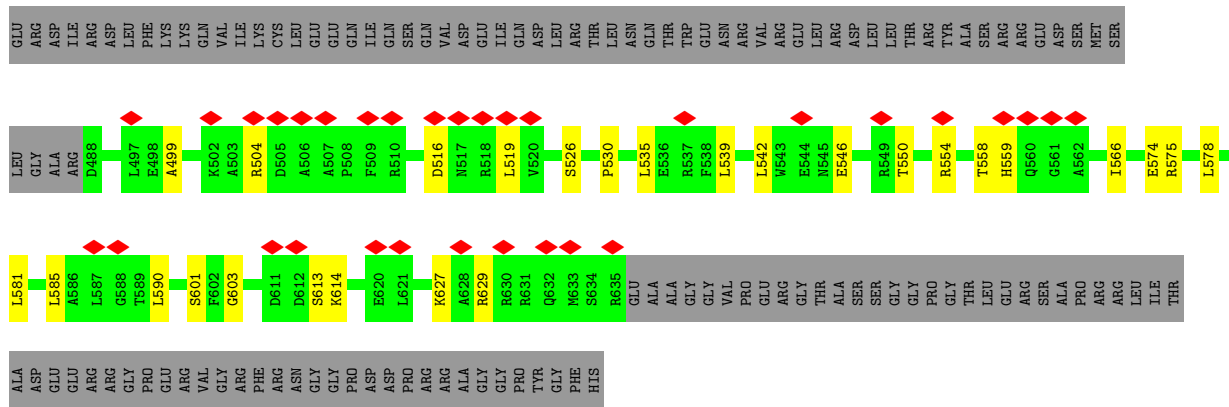 GLU ARG ASP ILE ARG ASP LEU PHE LYS LYS GLN VAL ILE LYS CYS LEU GLU GLU GLN ILE GLN SER GLN VAL ASP GLU ILE GLN ASP LEU ARG THR LEU ASN GLN THR TRP GLU ASN ARG VAL ARG GLU LEU ARG ASP LEU LEU THR ARG TYR ALA SER ARG ARG GLU ASP SER MET SER
LEU GLY ALA ARG D488 L497 E498 A499 K502 A503 R504 D505 A506 A507 P508 F509 R510 D516 N517 R518 L519 V520 S526 P530 L535 E536 R537 F538 L539 L542 W543 E544 N545 E546 R549 T550 R554 T558 H559 Q560 G561 A562 I566 E574 R575 L578
L581 L585 A586 L587 G588 T589 L590 S601 F602 G603 D611 D612 S613 K614 E620 L621 K627 A628 R629 R630 R631 Q632 M633 S634 R635 GLU ALA ALA GLY GLY VAL PRO GLU ARG GLY THR ALA SER SER GLY GLY PRO GLY THR LEU GLU ARG SER ALA PRO ARG ARG LEU ILE THR
ALA ASP GLU GLU ARG ARG GLY PRO GLU ARG VAL GLY ARG PHE ARG ASN GLY GLY PRO ASP ASP PRO ARG ARG ALA GLY GLY PRO TYR GLY PHE HIS